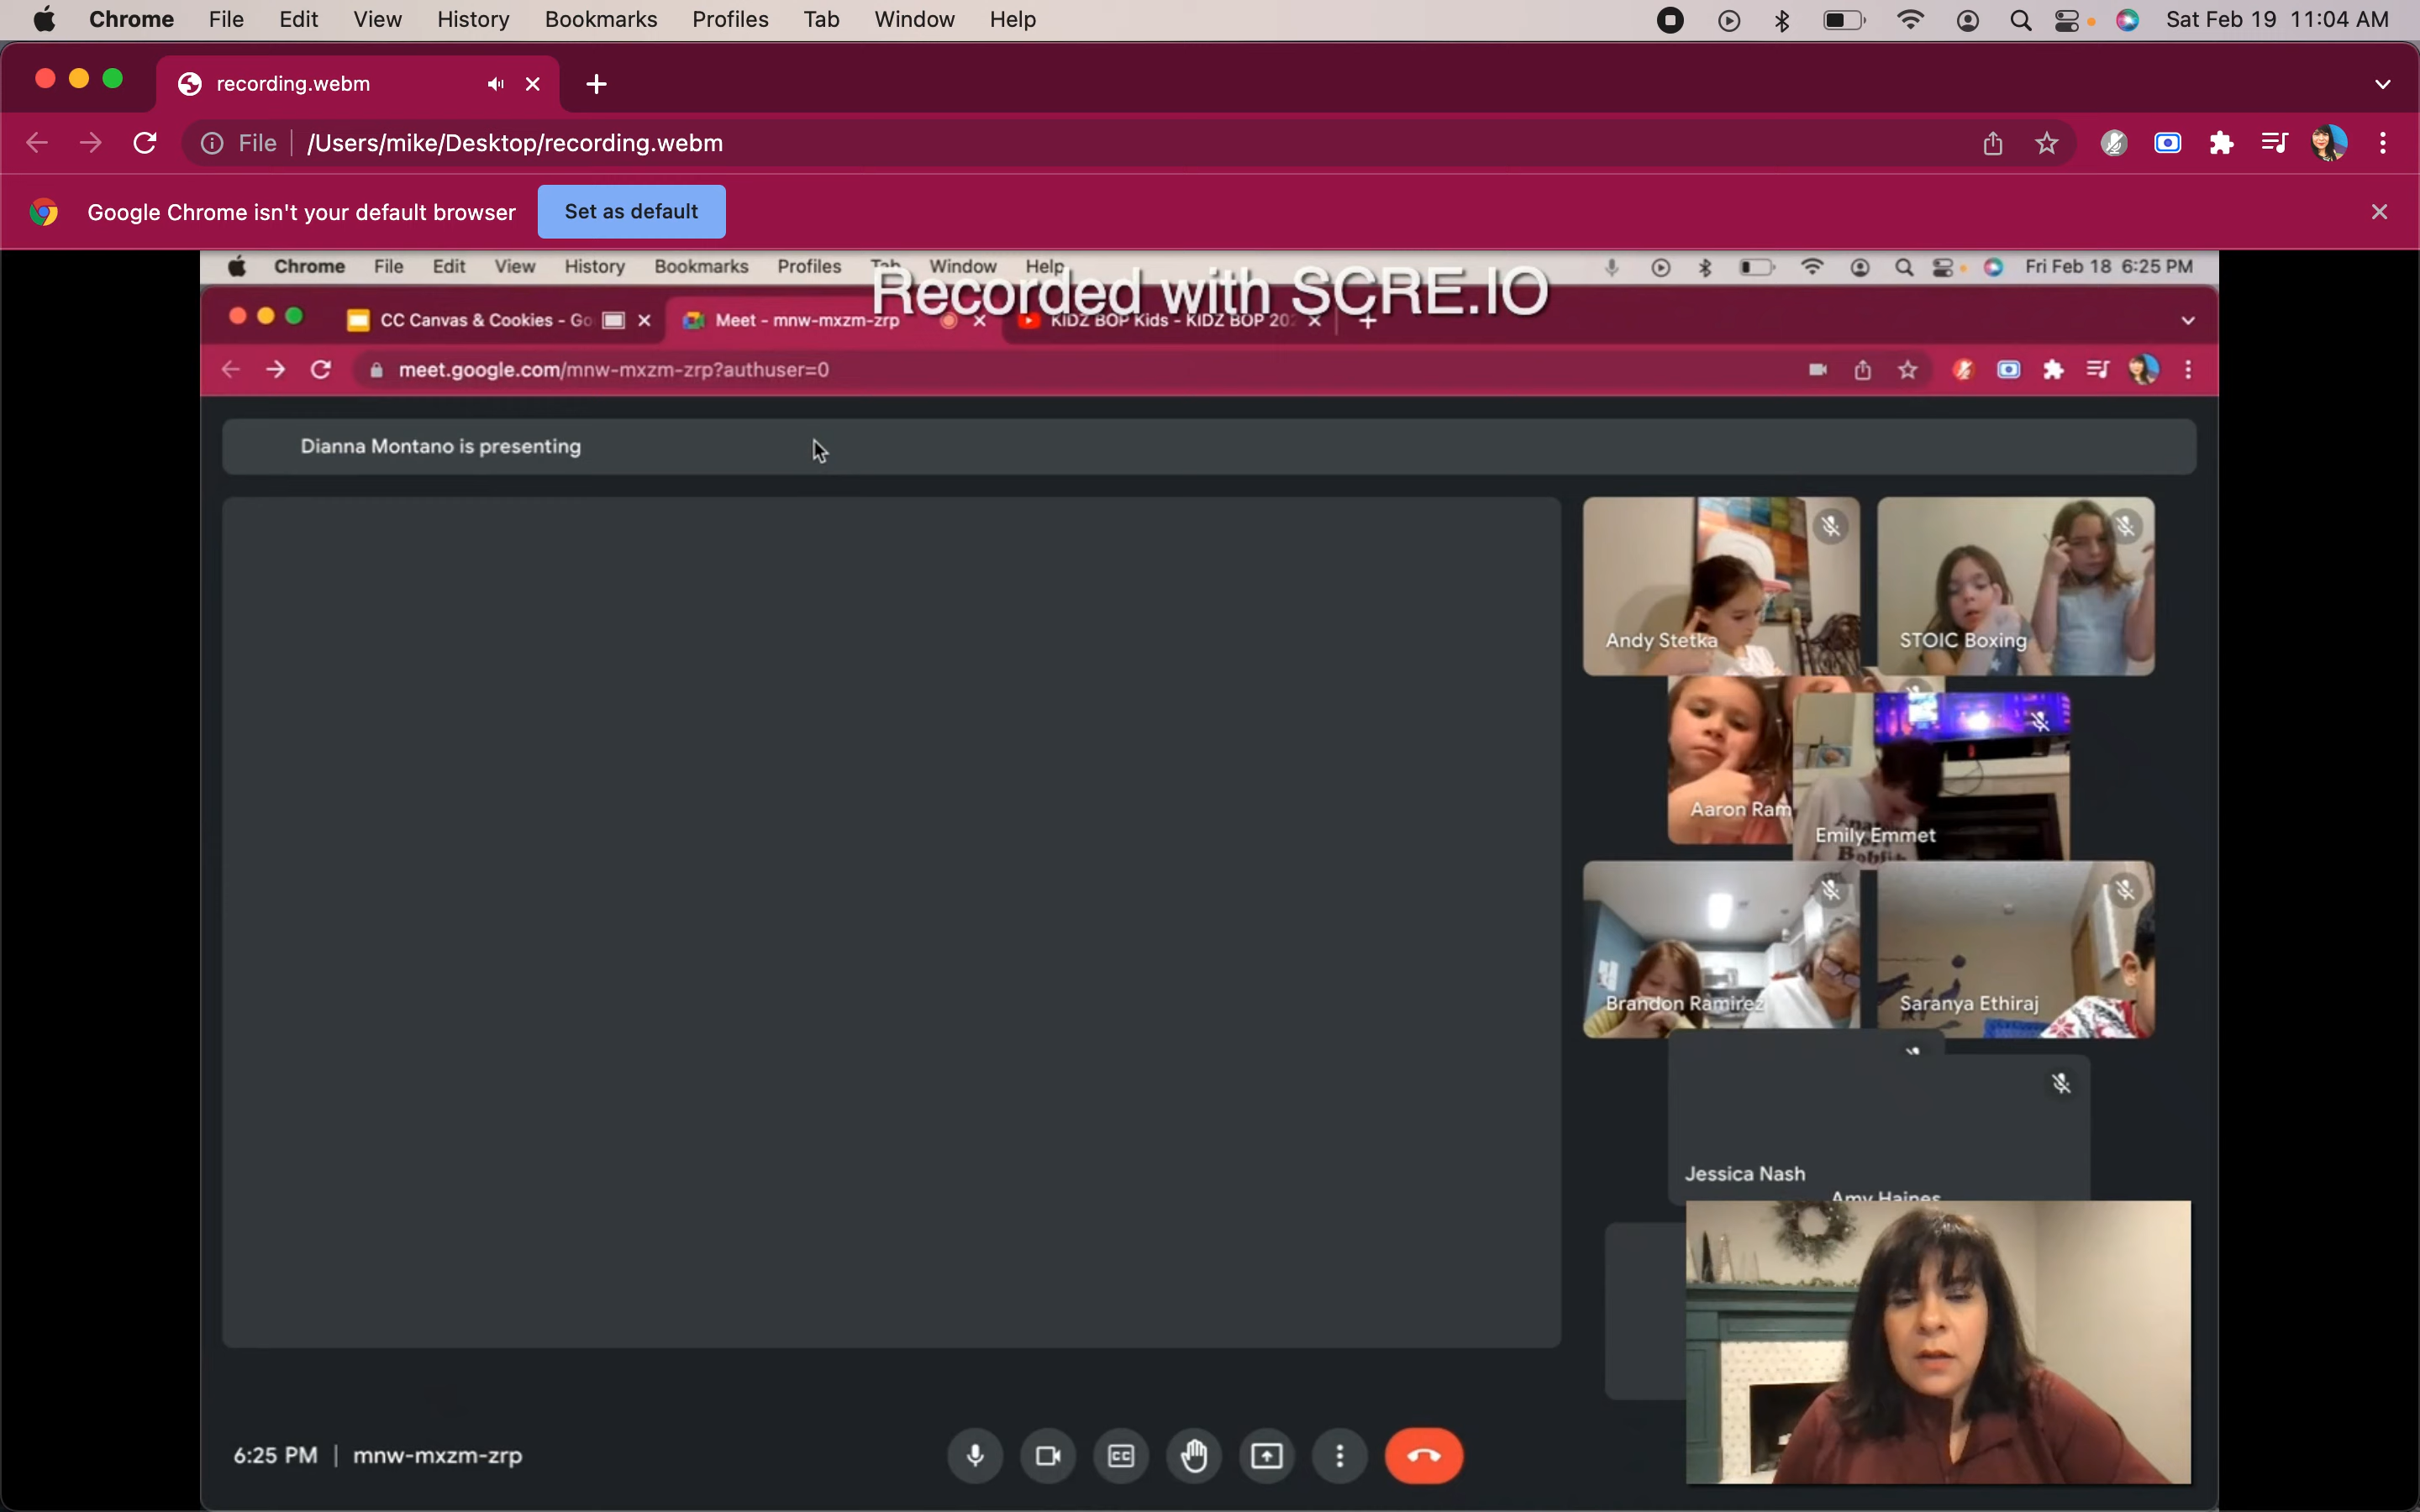 Chrome File Edit View History Bookmarks Profiles Tab Window Help Sat Feb 19 11:04 AM
recording.webm
File /Users/mike/Desktop/recording.webm
Google Chrome isn't your default browser Set as default
Chrome File Edit View History Bookmarks Profiles Tab Window Help Fri Feb 18 6:25 PM
Recorded with SCRE.IO
CC Canvas & Cookies - Go Meet - mnw-mxzm-zrp KIDZ BOP Kids - KIDZ BOP 202
meet.google.com/mnw-mxzm-zrp?authuser=0
Dianna Montano is presenting
Andy Stetka STOIC Boxing
Aaron Ram
Emily Emmet
Brandon Ramirez Saranya Ethiraj
Jessica Nash
Amy Haines
6:25 PM | mnw-mxzm-zrp
CC